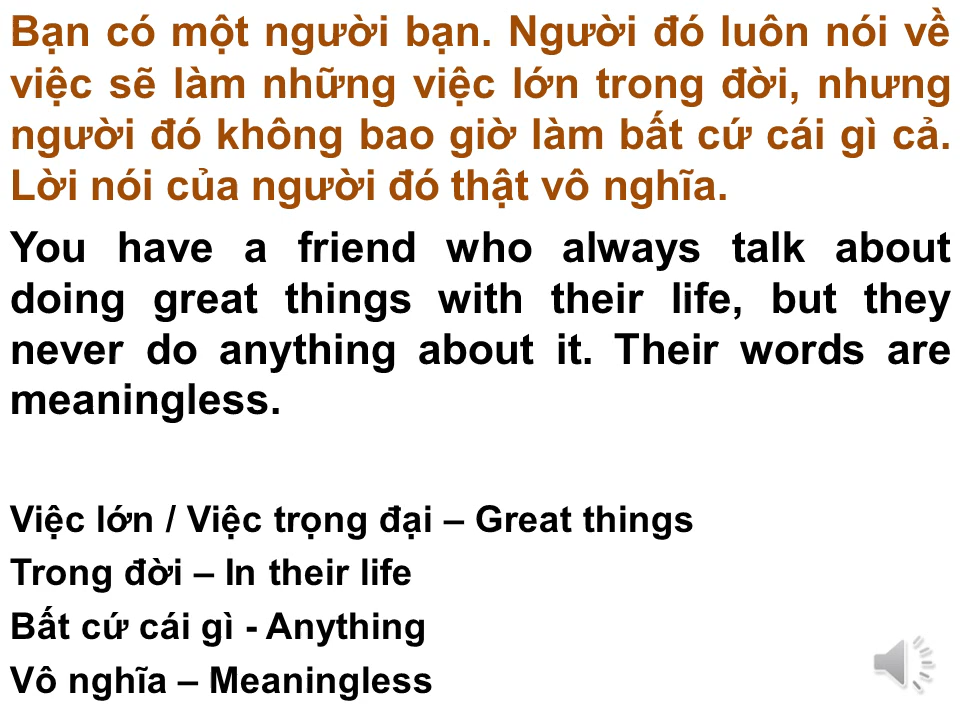 Bạn có một người bạn. Người đó luôn nói về
việc sẽ làm những việc lớn trong đời, nhưng
người đó không bao giờ làm bất cứ cái gì cả.
Lời nói của người đó thật vô nghĩa.
You have a friend who always talk about
doing great things with their life, but they
never do anything about it. Their words are
meaningless.
Việc lớn / Việc trọng đại – Great things
Trong đời – In their life
Bất cứ cái gì - Anything
Vô nghĩa – Meaningless